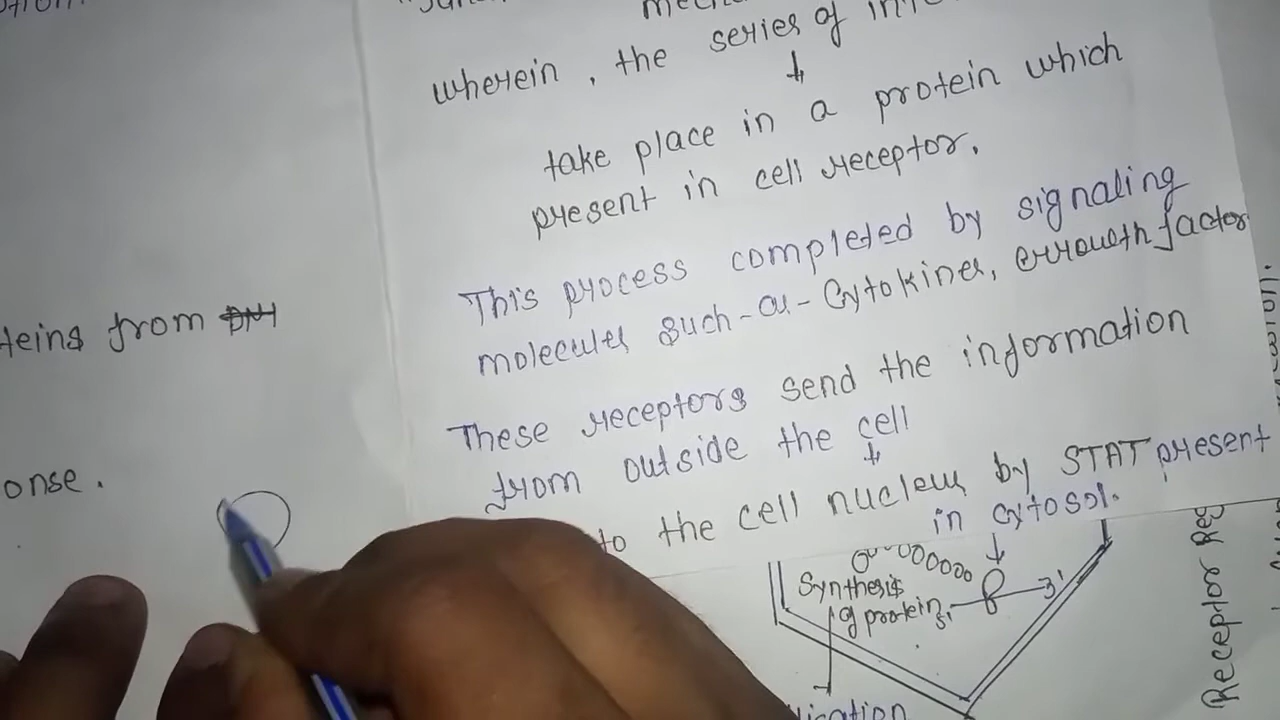 wherein, the series of
take place in a protein which
present in cell receptor.
This process completed by signaling
molecules such-as- Cytokines, Growth factor
These receptors send the information
from outside the cell
to the cell nucleus by STAT present
in cytosol.
teins from
onse.
Synthesis
of protein 5' 3'
Receptor